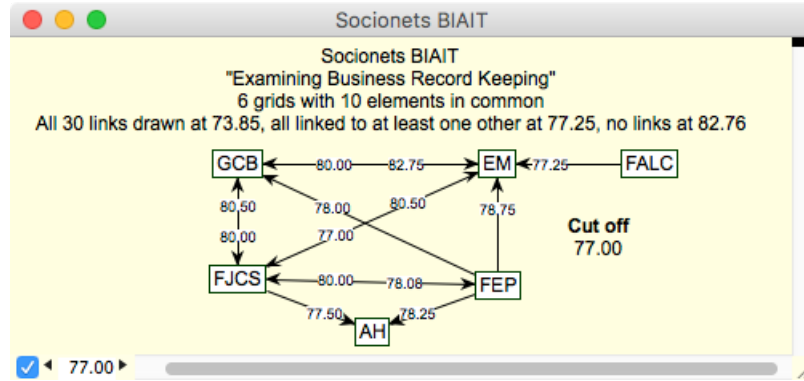 Socionets BIAIT
Socionets BIAIT
"Examining Business Record Keeping"
6 grids with 10 elements in common
All 30 links drawn at 73.85, all linked to at least one other at 77.25, no links at 82.76
GCB 80.00 82.75 EM 77.25 FALC
80.50 78.00 80.50 78.75
Cut off
80.00 77.00
77.00
FJCS 80.00 78.08 FEP
77.50 78.25
AH
77.00